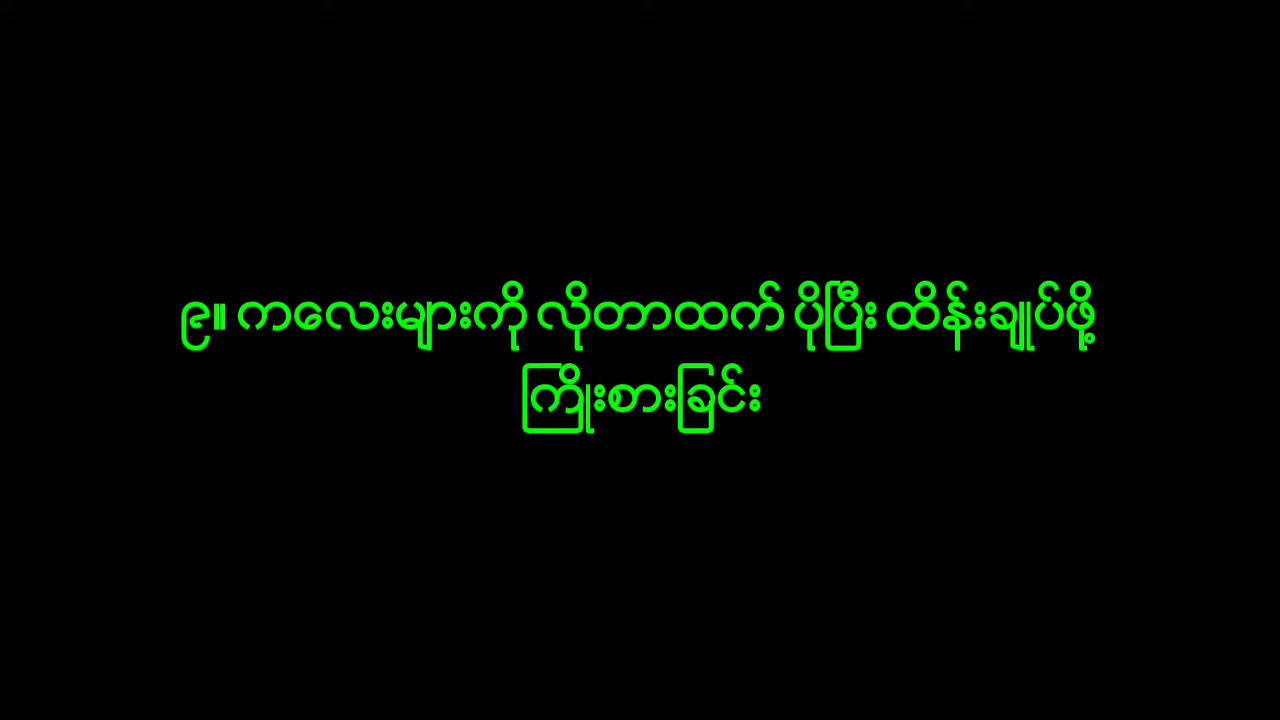 ၉။ ကလေးများကို လိုတာထက် ပိုပြီး ထိန်းချုပ်ဖို့
ကြိုးစားခြင်း